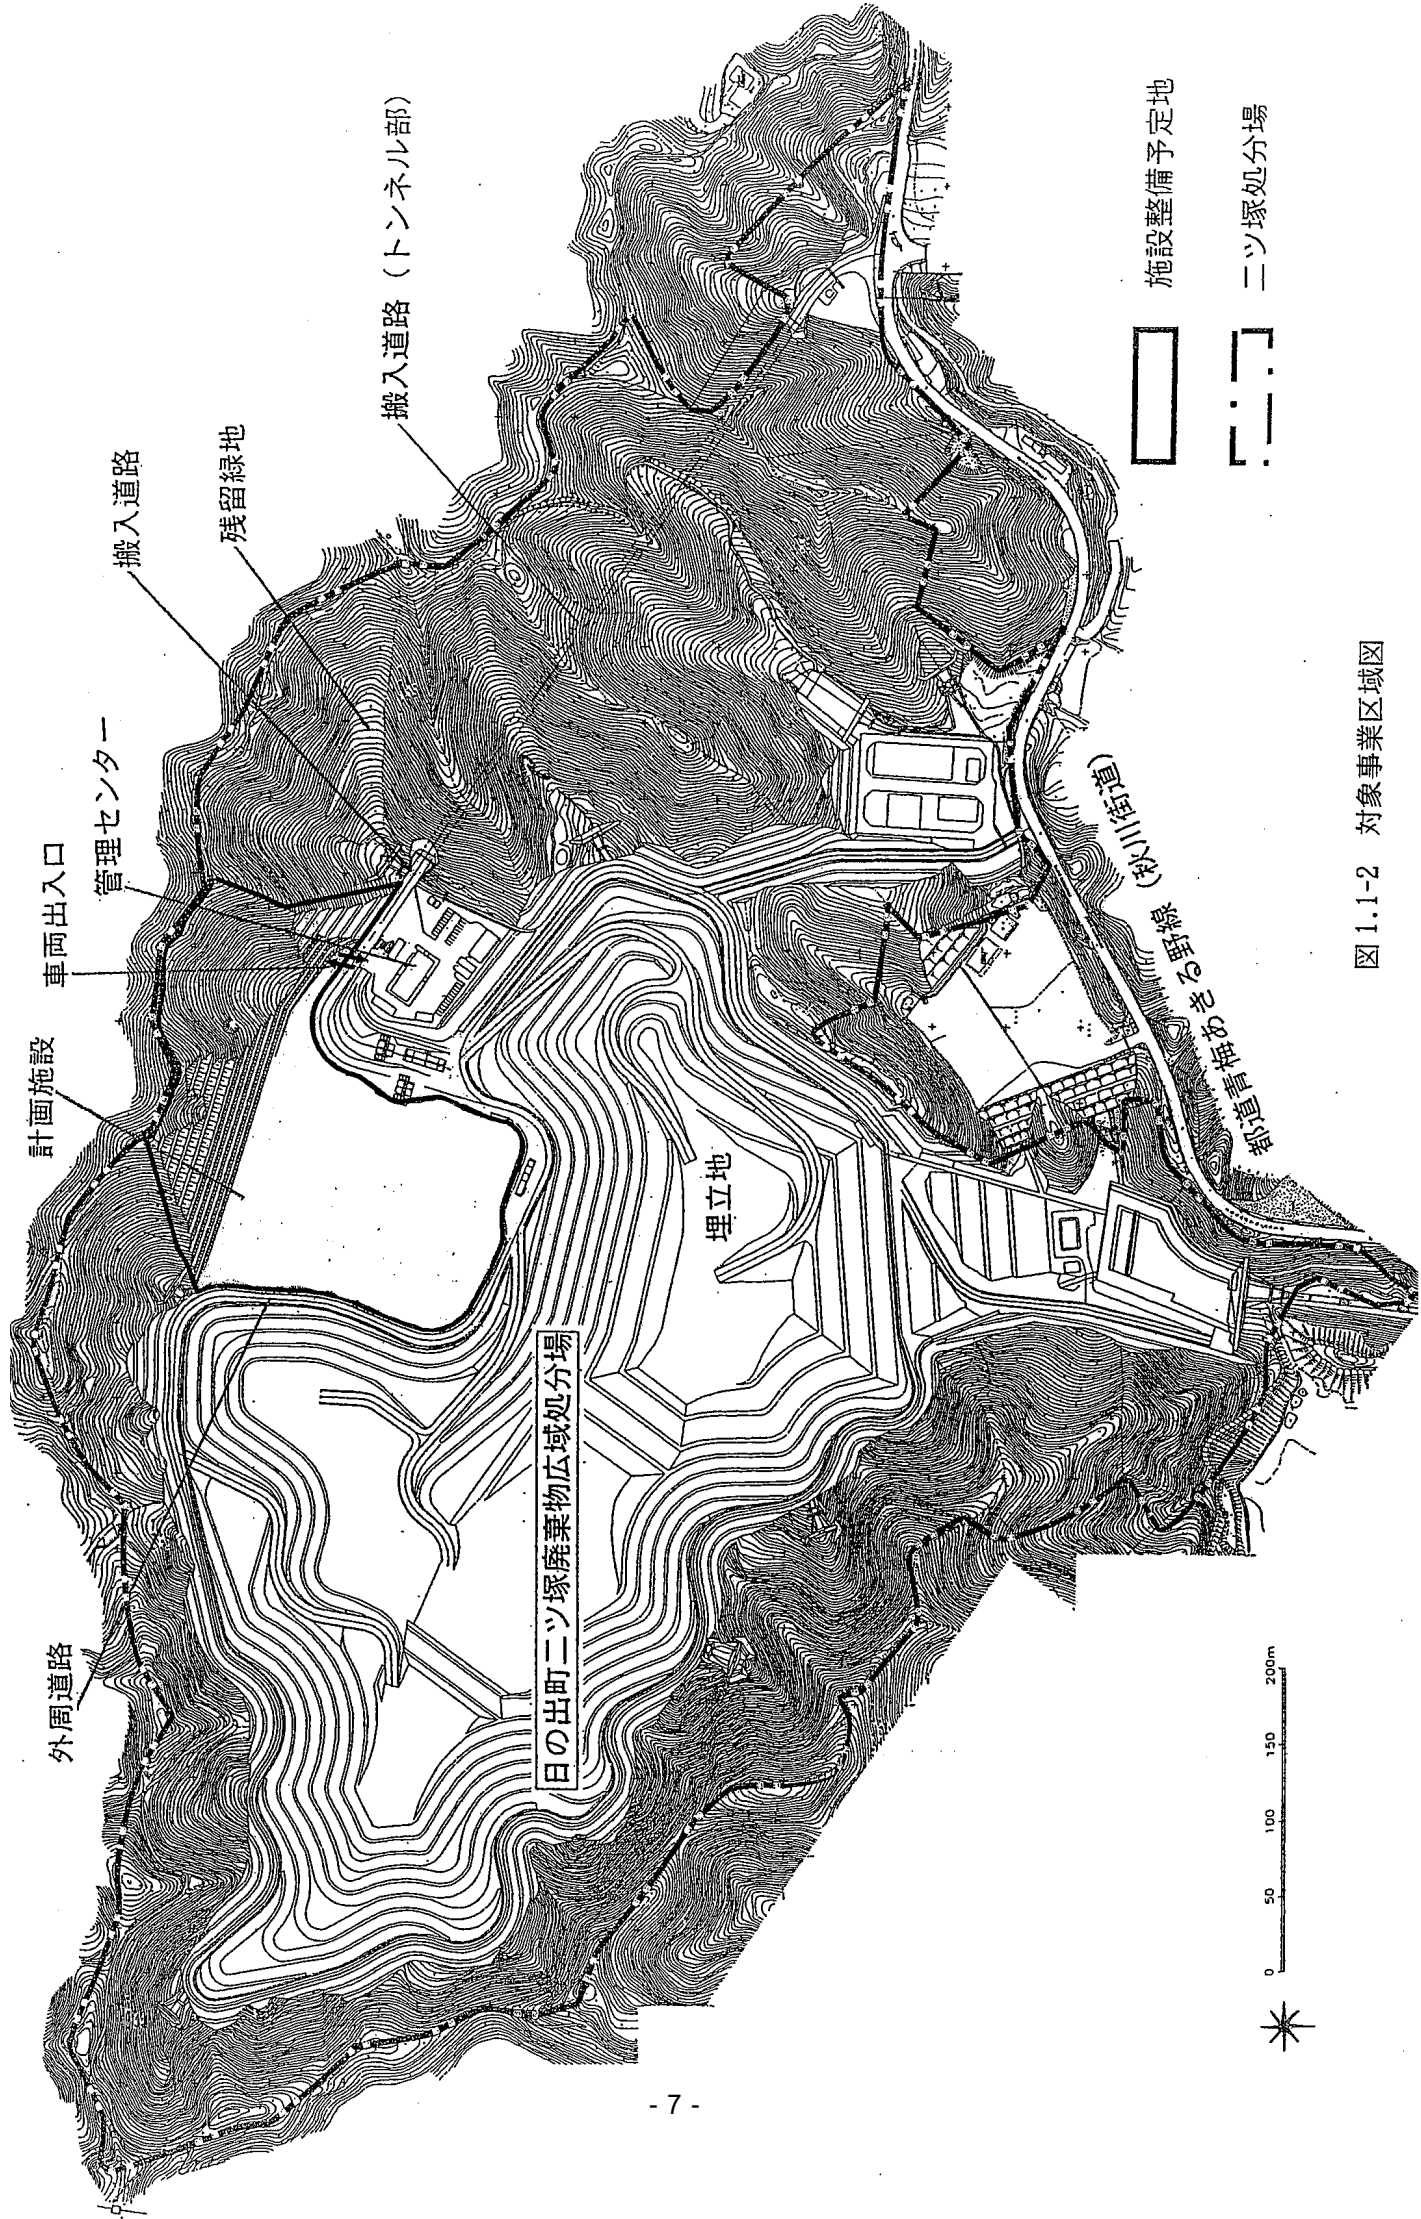 外周道路
計画施設
車両出入口
管理センター
搬入道路
残留緑地
搬入道路(トンネル部)
日の出町二ツ塚廃棄物広域処分場
埋立地
都道青梅あきる野線(秋川街道)
施設整備予定地
二ツ塚処分場
0 50 100 150 200m
図1.1-2 対象事業区域図
- 7 -